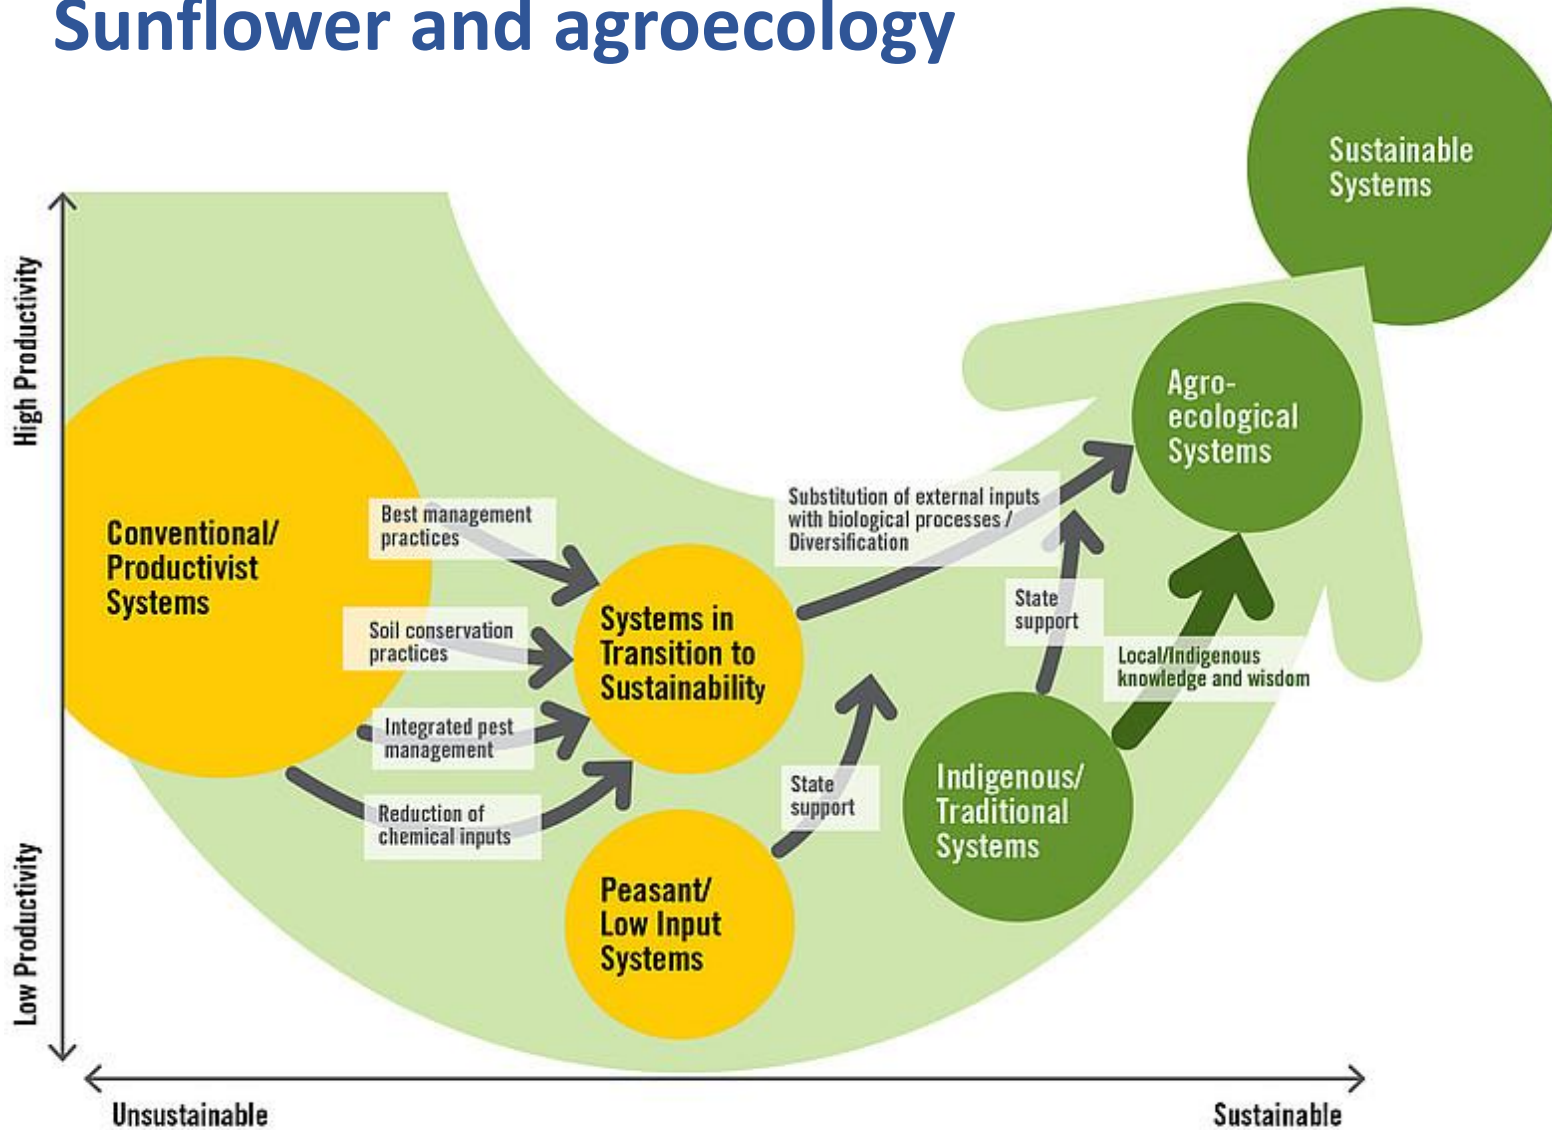 Sunflower and agroecology
Sustainable
Systems
High Productivity
Low Productivity
Agro-
ecological
Systems
Conventional/
Productivist
Systems
Best management
practices
Soil conservation
practices
Integrated pest
management
Reduction of
chemical inputs
Systems in
Transition to
Sustainability
Substitution of external inputs
with biological processes /
Diversification
State
support
Local/Indigenous
knowledge and wisdom
State
support
Indigenous/
Traditional
Systems
Peasant/
Low Input
Systems
Unsustainable
Sustainable